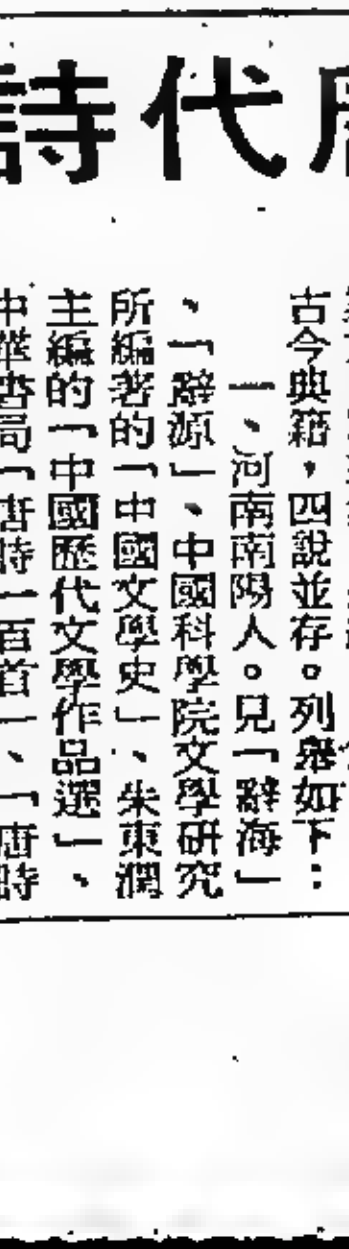 代詩
古今典籍,四說並存。列舉如下:
一、河南南陽人。見「辭海」
、「辭源」、中國科學院文學研究
所編著的「中國文學史」、朱東潤
主編的「中國歷代文學作品選」、
中華書局「唐詩一百首」、「唐詩